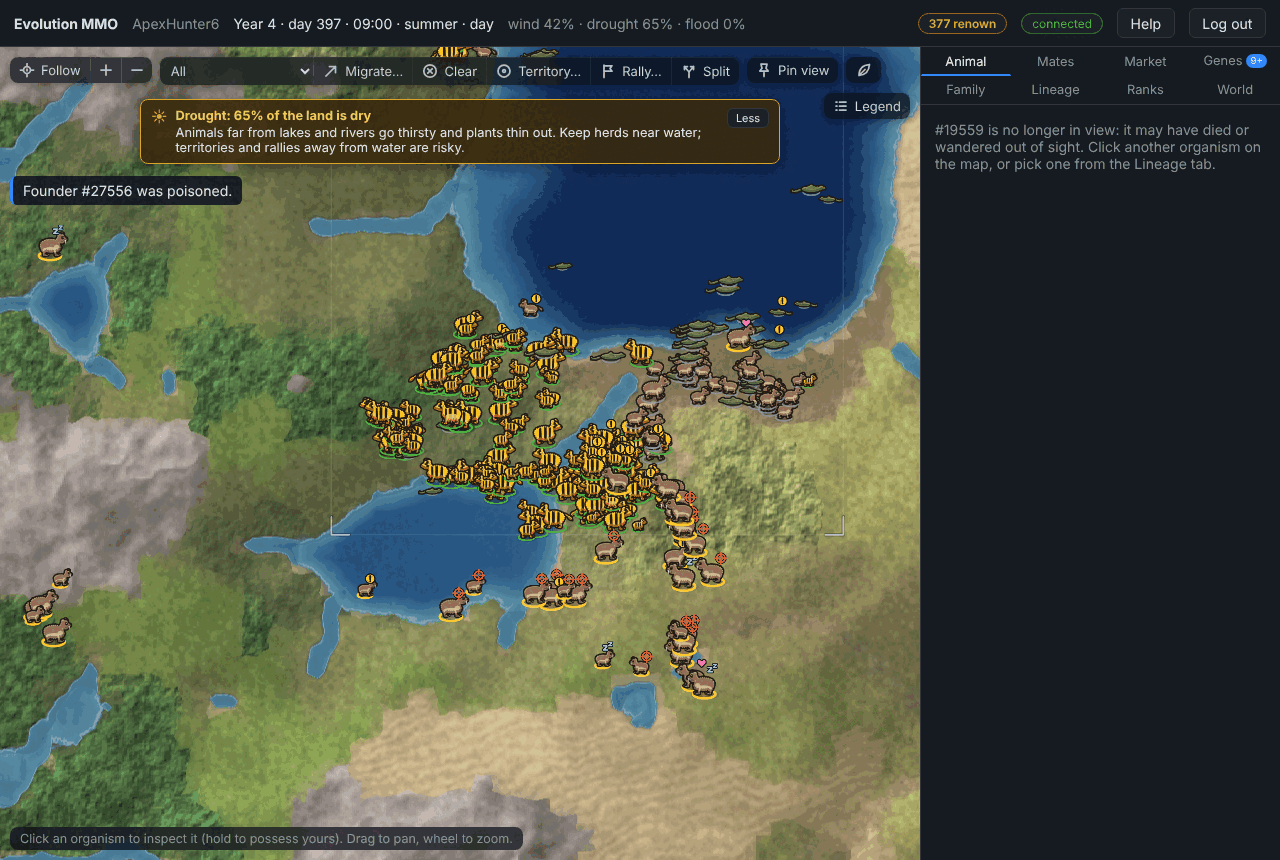 Evolution MMO ApexHunter6 Year 4 · day 397 · 09:00 · summer · day wind 42% · drought 65% · flood 0% 377 renown connected Help Log out
Follow + − All Migrate... Clear Territory... Rally... Split Pin view
Legend
Drought: 65% of the land is dry Less
Animals far from lakes and rivers go thirsty and plants thin out. Keep herds near water;
territories and rallies away from water are risky.
Founder #27556 was poisoned.
Animal Mates Market Genes 9+
Family Lineage Ranks World
#19559 is no longer in view: it may have died or
wandered out of sight. Click another organism on
the map, or pick one from the Lineage tab.
Click an organism to inspect it (hold to possess yours). Drag to pan, wheel to zoom.